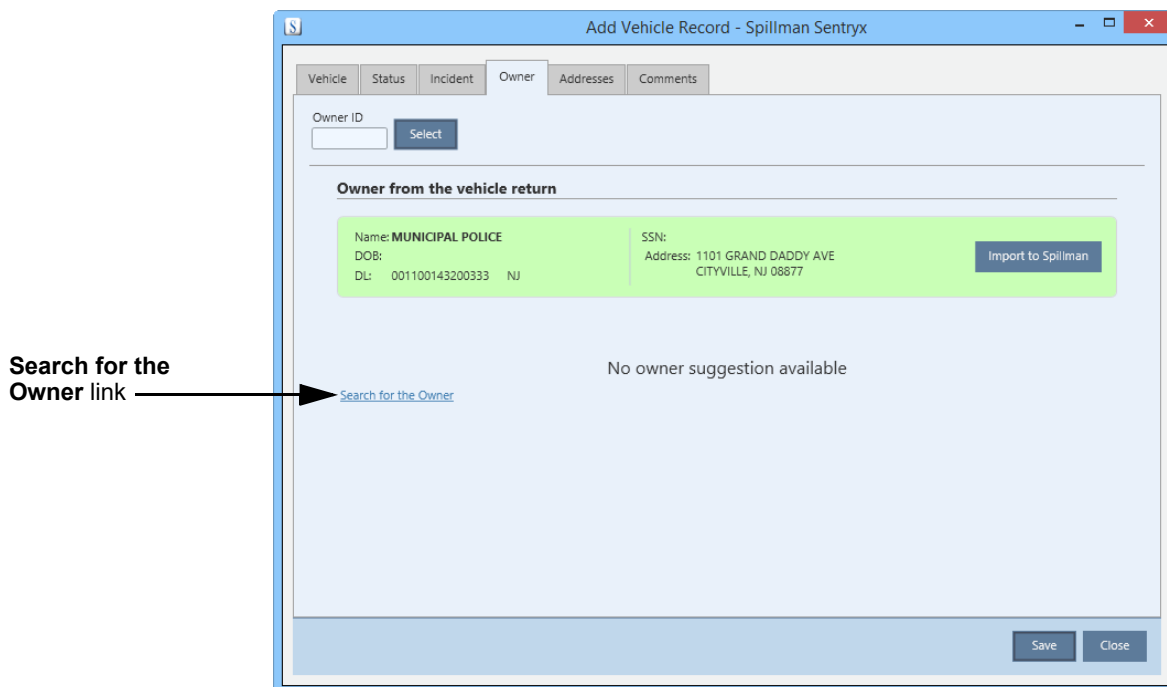 S
Add Vehicle Record - Spillman Sentryx
Vehicle Status Incident Owner Addresses Comments
Owner ID
Select
Owner from the vehicle return
Name: MUNICIPAL POLICE
DOB:
DL: 001100143200333 NJ
SSN:
Address: 1101 GRAND DADDY AVE
CITYVILLE, NJ 08877
Import to Spillman
No owner suggestion available
Search for the
Owner link
Search for the Owner
Save Close